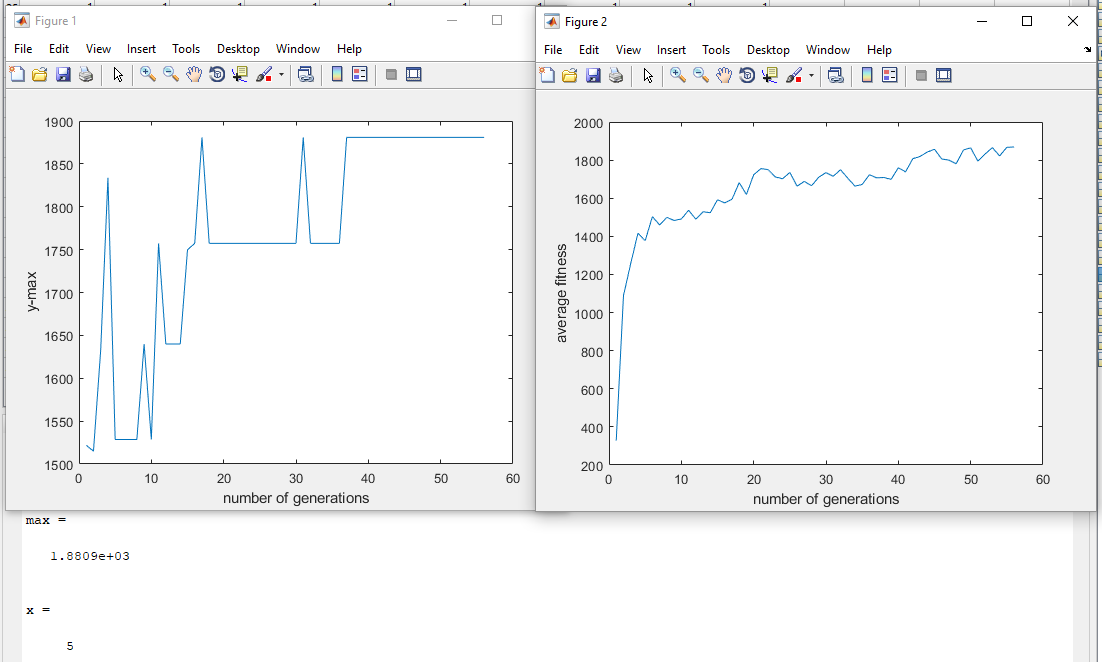 Figure 1
File Edit View Insert Tools Desktop Window Help
1900
1850
1800
1750
1700
1650
1600
1550
1500
y-max
0 10 20 30 40 50 60
number of generations
Figure 2
File Edit View Insert Tools Desktop Window Help
2000
1800
1600
1400
1200
1000
800
600
400
200
average fitness
0 10 20 30 40 50 60
number of generations
max =
1.8809e+03
x =
5